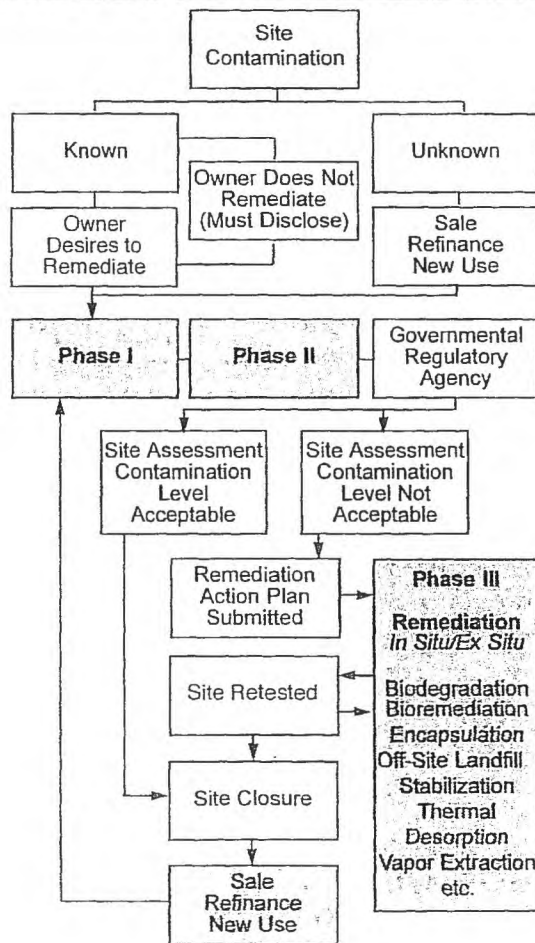 Site
Contamination
Known
Unknown
Owner Does Not
Remediate
(Must Disclose)
Owner
Desires to
Remediate
Sale
Refinance
New Use
Phase I
Phase II
Governmental
Regulatory
Agency
Site Assessment
Contamination
Level
Acceptable
Site Assessment
Contamination
Level Not
Acceptable
Remediation
Action Plan
Submitted
Phase III
Remediation
In Situ/Ex Situ
Biodegradation
Bioremediation
Encapsulation
Off-Site Landfill
Stabilization
Thermal
Desorption
Vapor Extraction
etc.
Site Retested
Site Closure
Sale
Refinance
New Use